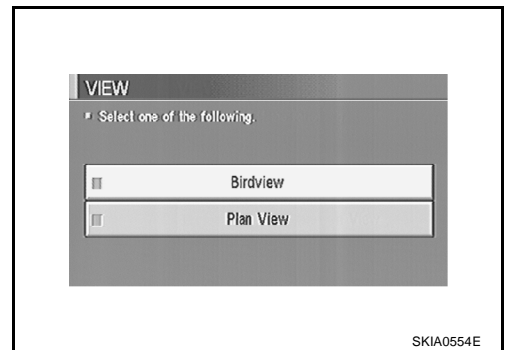 VIEW
Select one of the following.
Birdview
Plan View
SKIA0554E